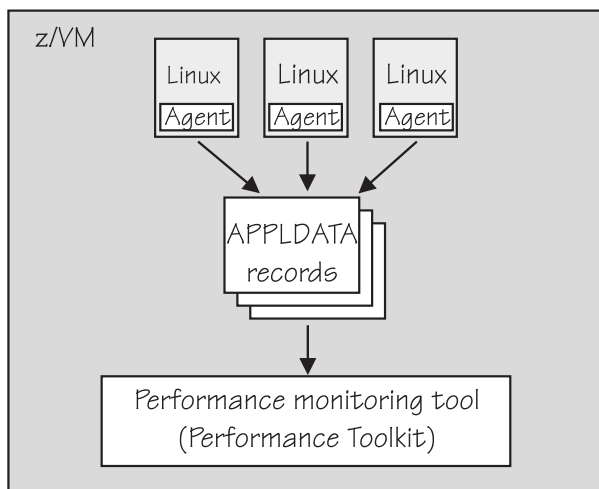 z/VM
Linux Linux Linux
Agent Agent Agent
APPLDATA
records
Performance monitoring tool
(Performance Toolkit)